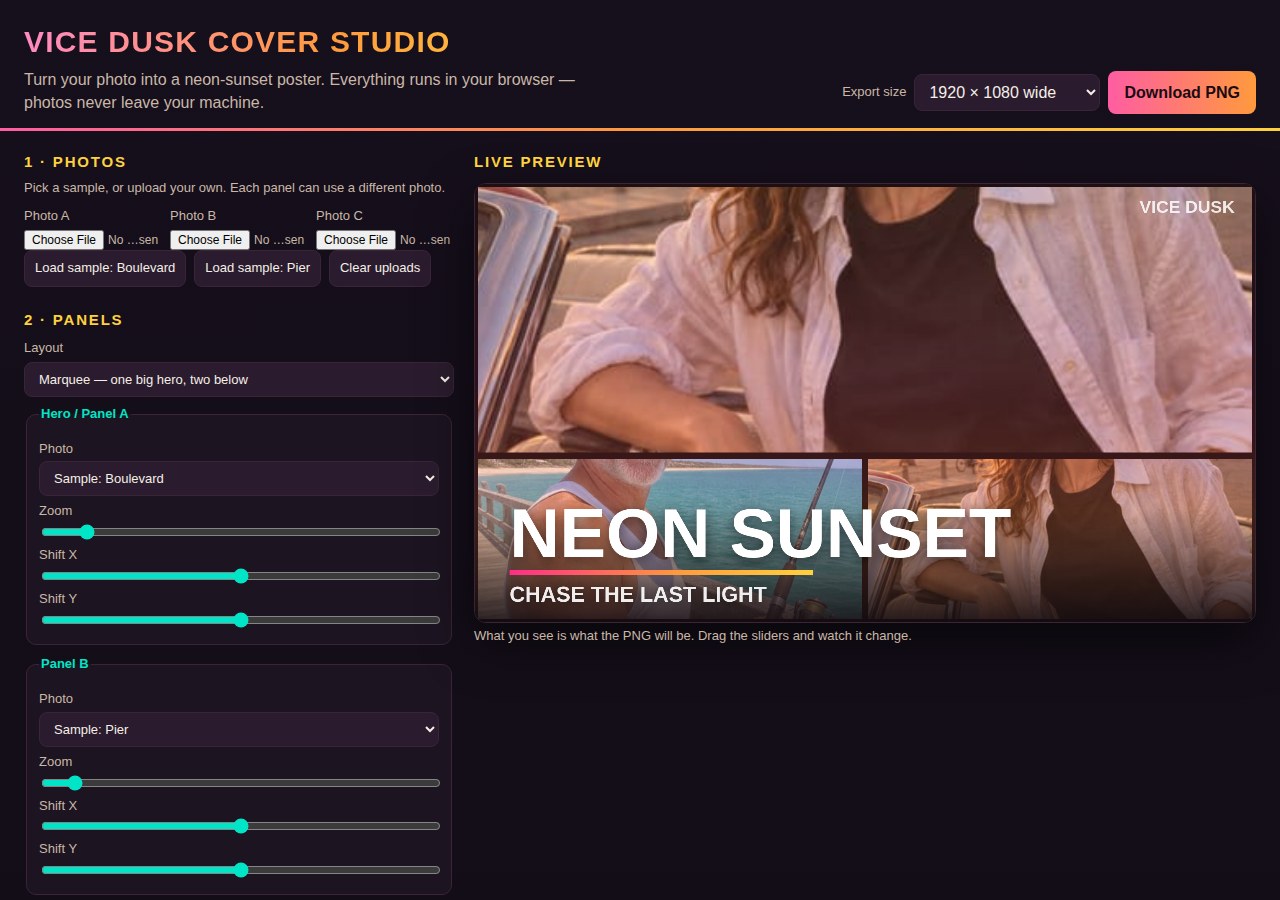 VICE DUSK COVER STUDIO
Turn your photo into a neon-sunset poster. Everything runs in your browser —
photos never leave your machine.
Export size
1920 × 1080 wide
Download PNG
1 · PHOTOS
Pick a sample, or upload your own. Each panel can use a different photo.
Photo A Photo B Photo C
Choose File No …sen Choose File No …sen Choose File No …sen
Load sample: Boulevard Load sample: Pier Clear uploads
2 · PANELS
Layout
Marquee — one big hero, two below
Hero / Panel A
Photo
Sample: Boulevard
Zoom
Shift X
Shift Y
Panel B
Photo
Sample: Pier
Zoom
Shift X
Shift Y
LIVE PREVIEW
VICE DUSK
NEON SUNSET
CHASE THE LAST LIGHT
What you see is what the PNG will be. Drag the sliders and watch it change.